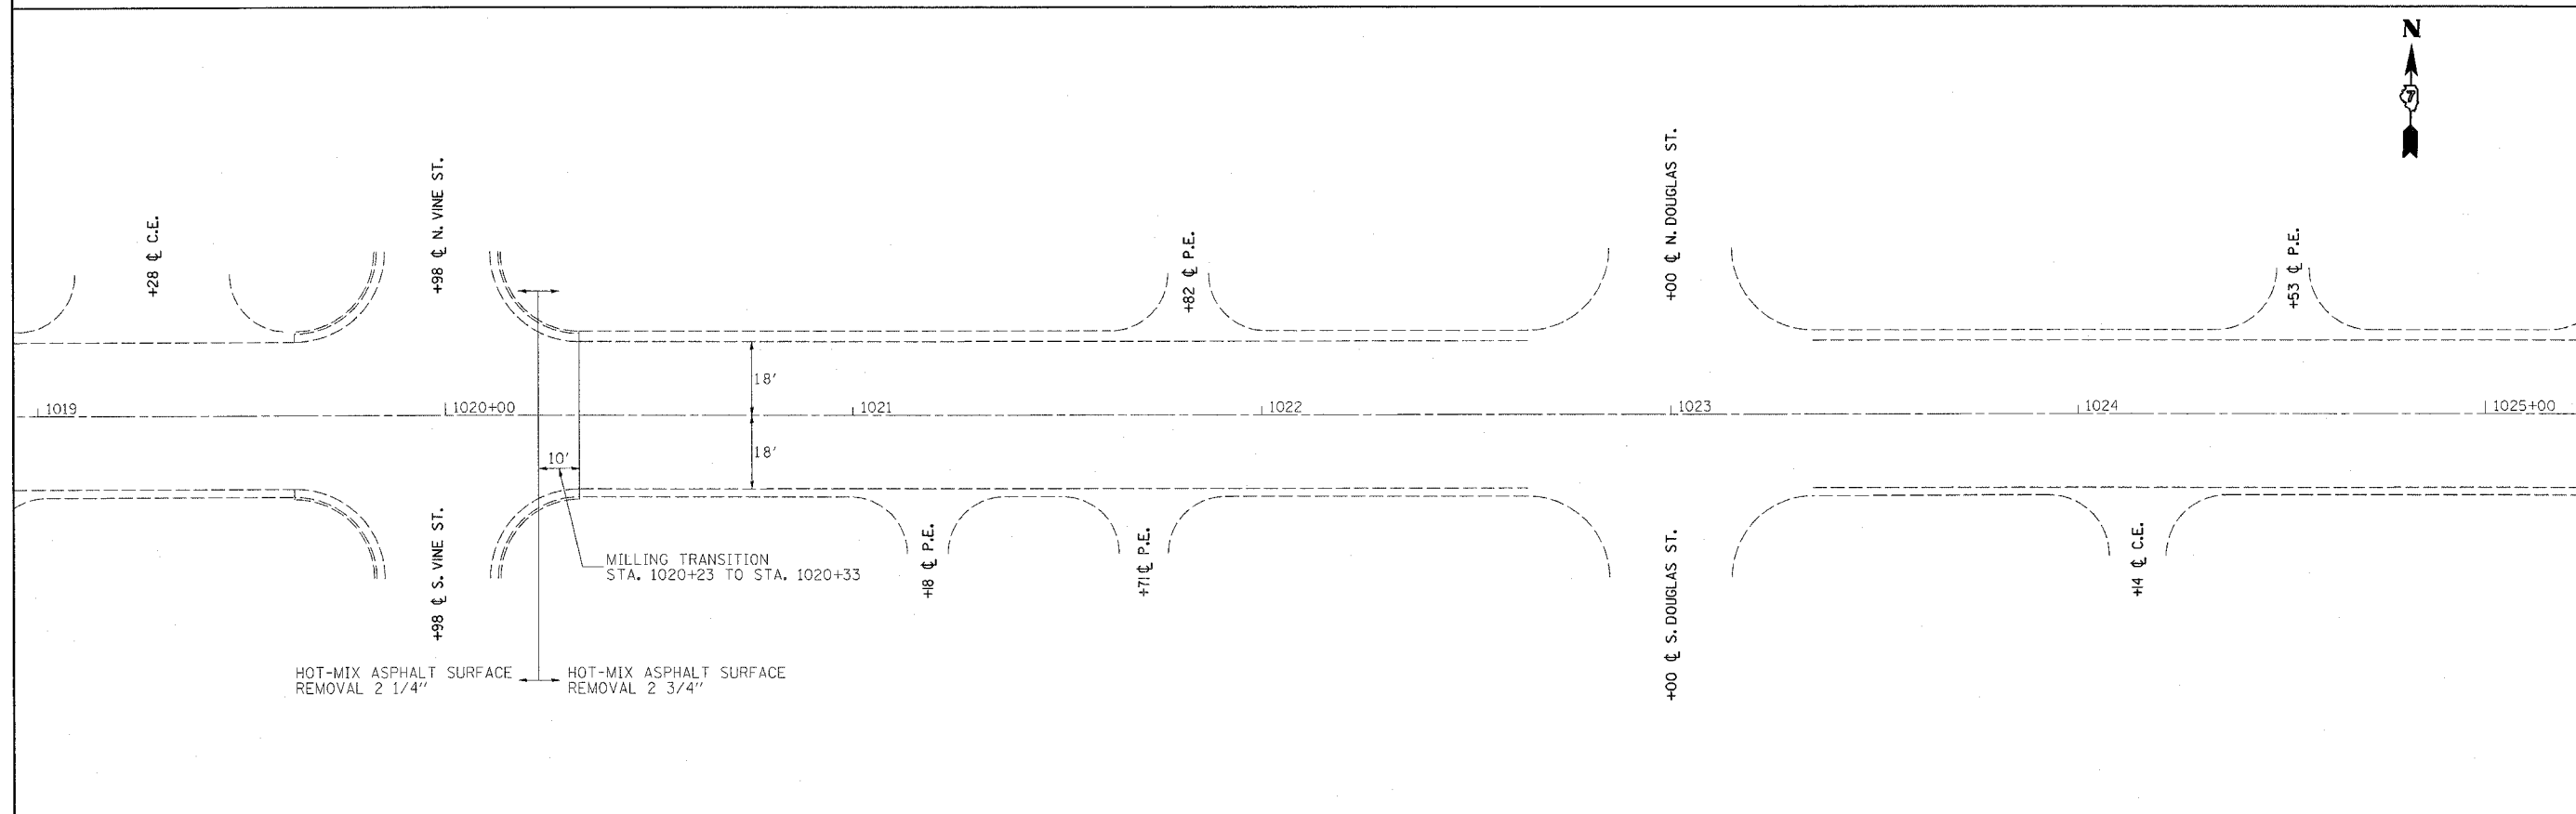 N
7
+28 ℄ C.E.
+98 ℄ N. VINE ST.
+82 ℄ P.E.
+00 ℄ N. DOUGLAS ST.
+53 ℄ P.E.
18'
1019
1020+00
1021
1022
1023
1024
1025+00
18'
10'
MILLING TRANSITION
STA. 1020+23 TO STA. 1020+33
+98 ℄ S. VINE ST.
+18 ℄ P.E.
+71 ℄ P.E.
+00 ℄ S. DOUGLAS ST.
+14 ℄ C.E.
HOT-MIX ASPHALT SURFACE
REMOVAL 2 1/4"
HOT-MIX ASPHALT SURFACE
REMOVAL 2 3/4"